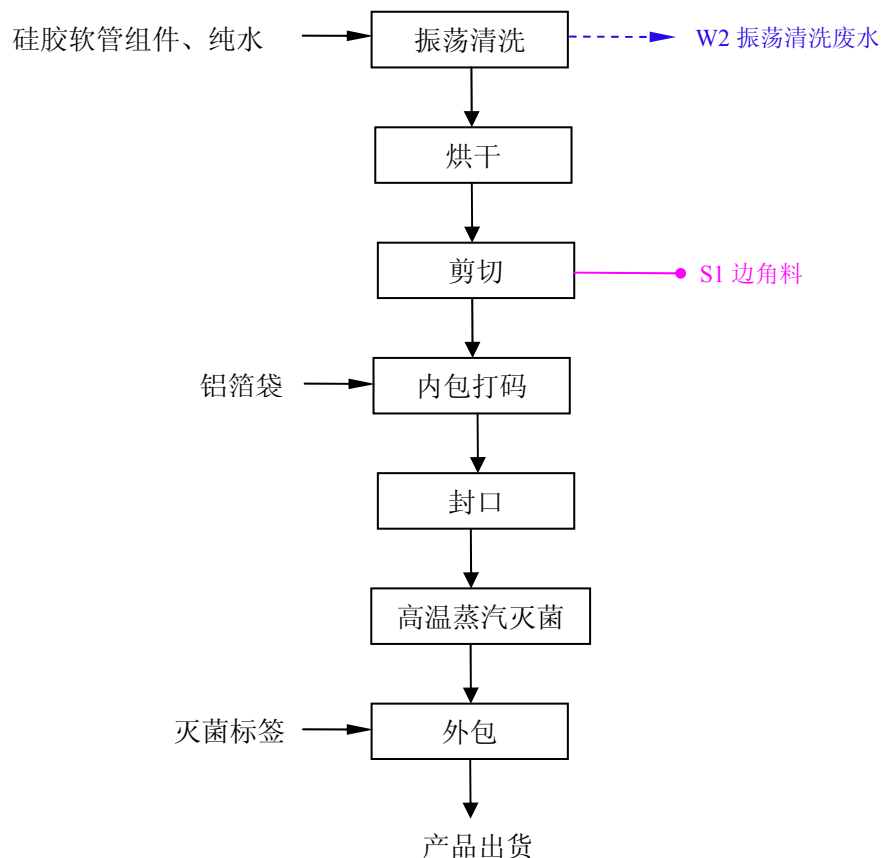 硅胶软管组件、纯水
振荡清洗
W2 振荡清洗废水
烘干
剪切
S1 边角料
铝箔袋
内包打码
封口
高温蒸汽灭菌
灭菌标签
外包
产品出货